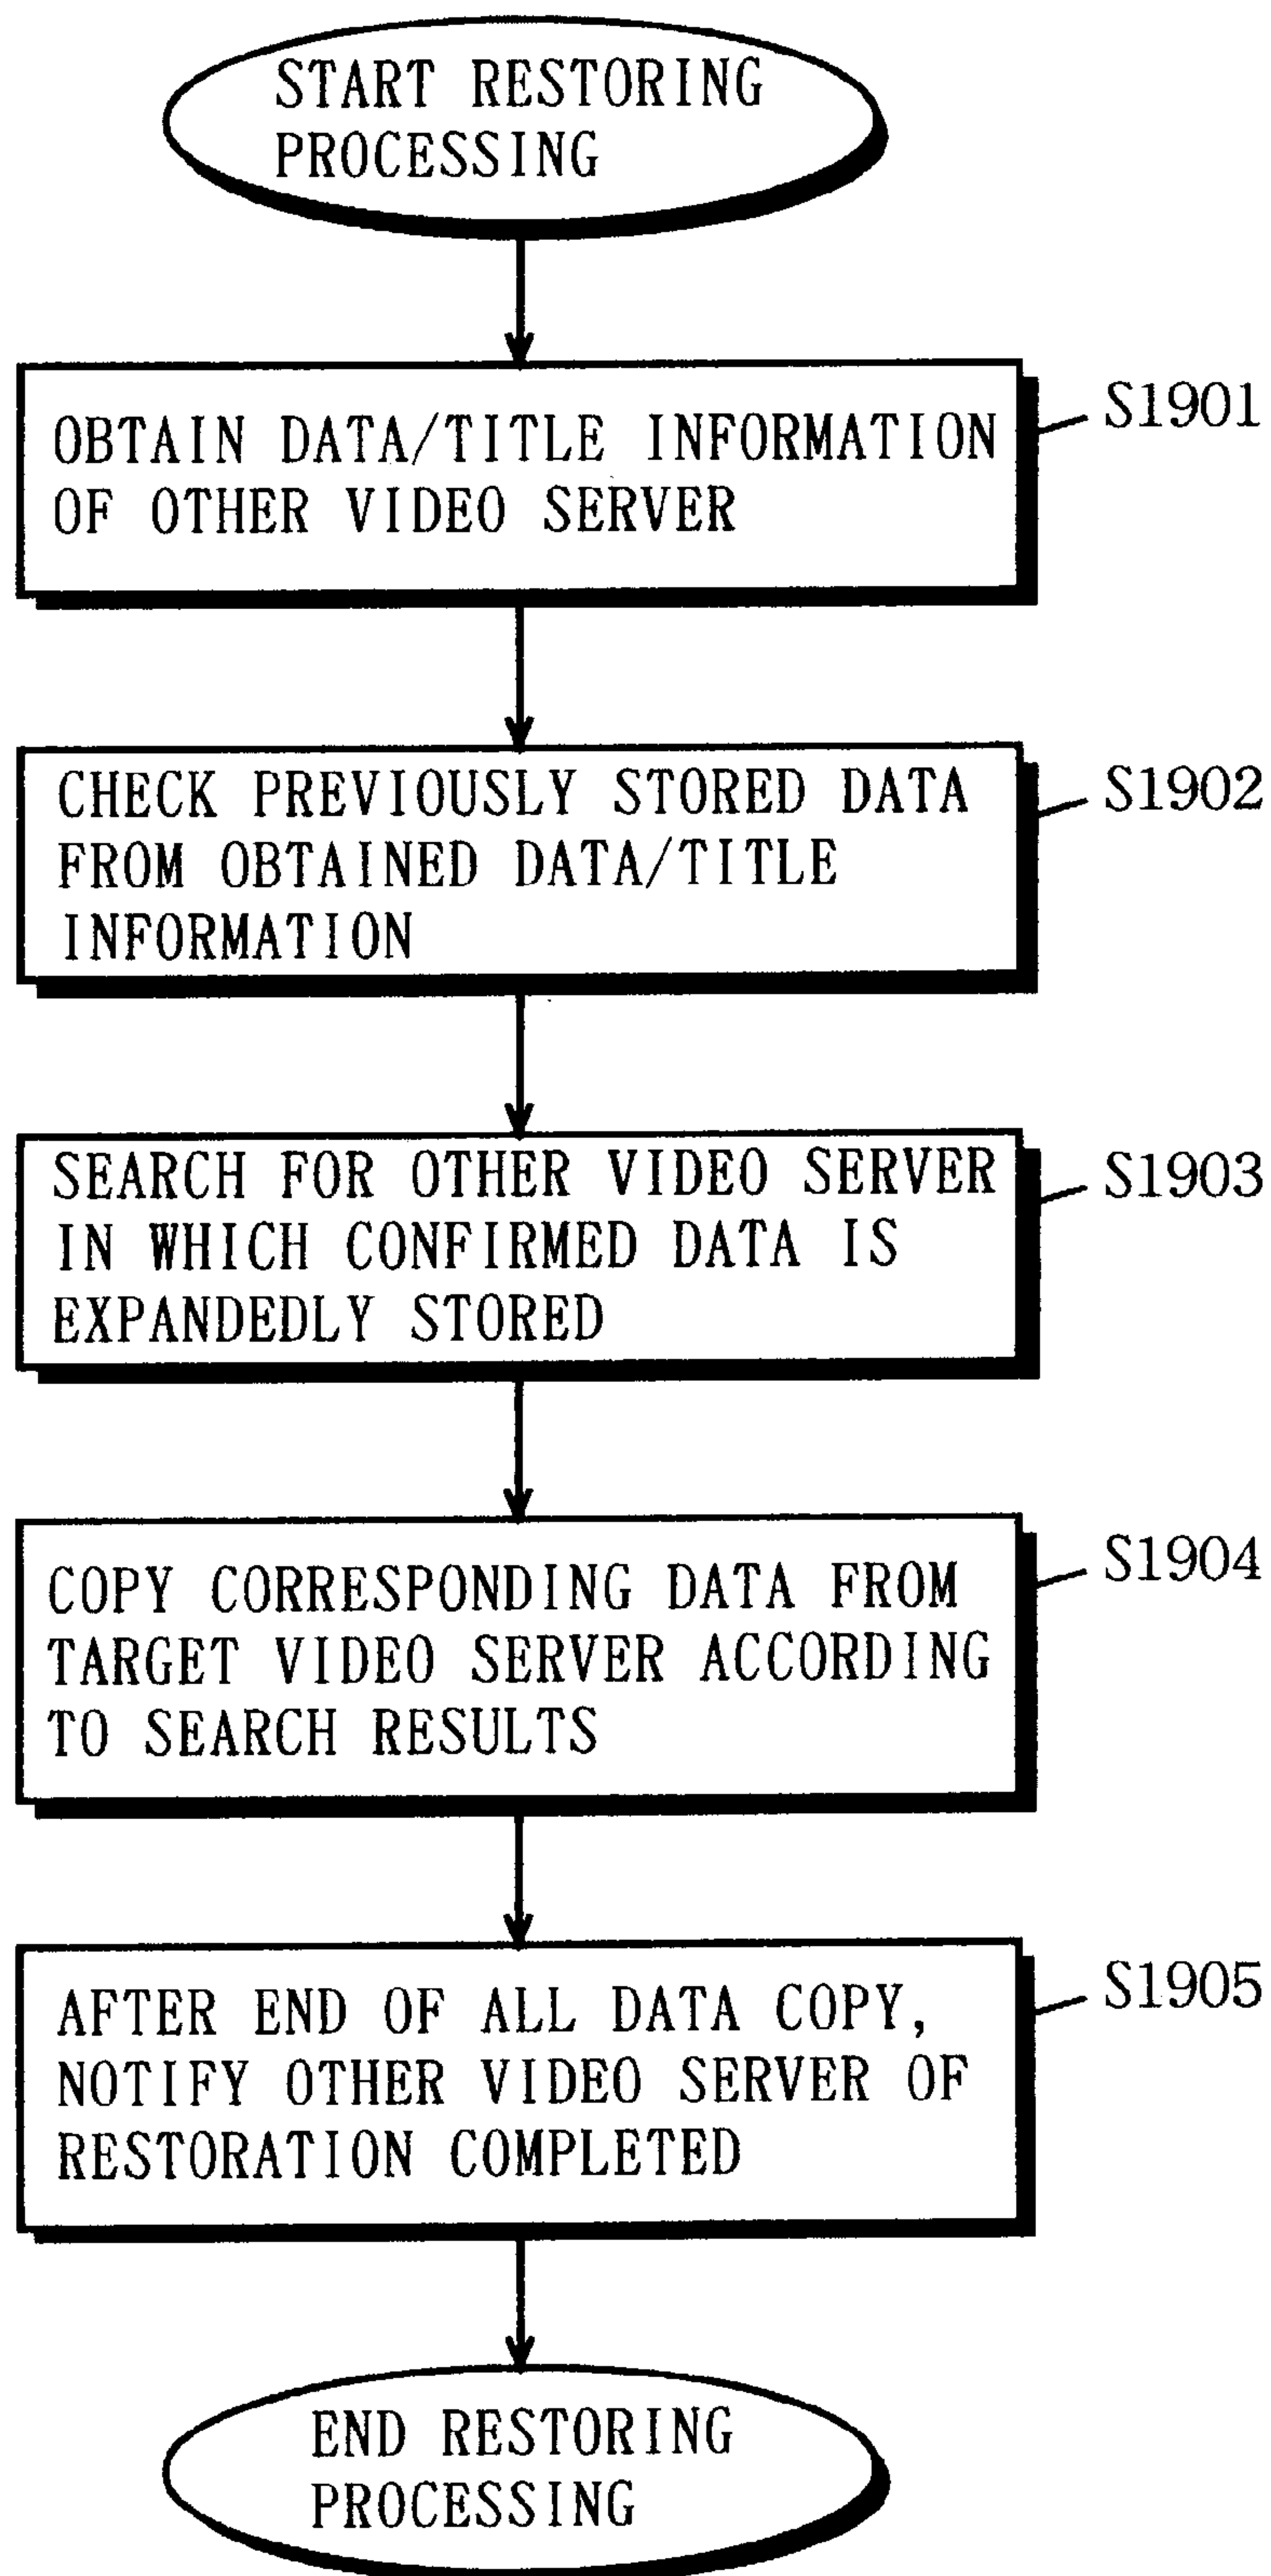 START RESTORING
PROCESSING
OBTAIN DATA/TITLE INFORMATION
OF OTHER VIDEO SERVER
S1901
CHECK PREVIOUSLY STORED DATA
FROM OBTAINED DATA/TITLE
INFORMATION
S1902
SEARCH FOR OTHER VIDEO SERVER
IN WHICH CONFIRMED DATA IS
EXPANDEDLY STORED
S1903
COPY CORRESPONDING DATA FROM
TARGET VIDEO SERVER ACCORDING
TO SEARCH RESULTS
S1904
AFTER END OF ALL DATA COPY,
NOTIFY OTHER VIDEO SERVER OF
RESTORATION COMPLETED
S1905
END RESTORING
PROCESSING